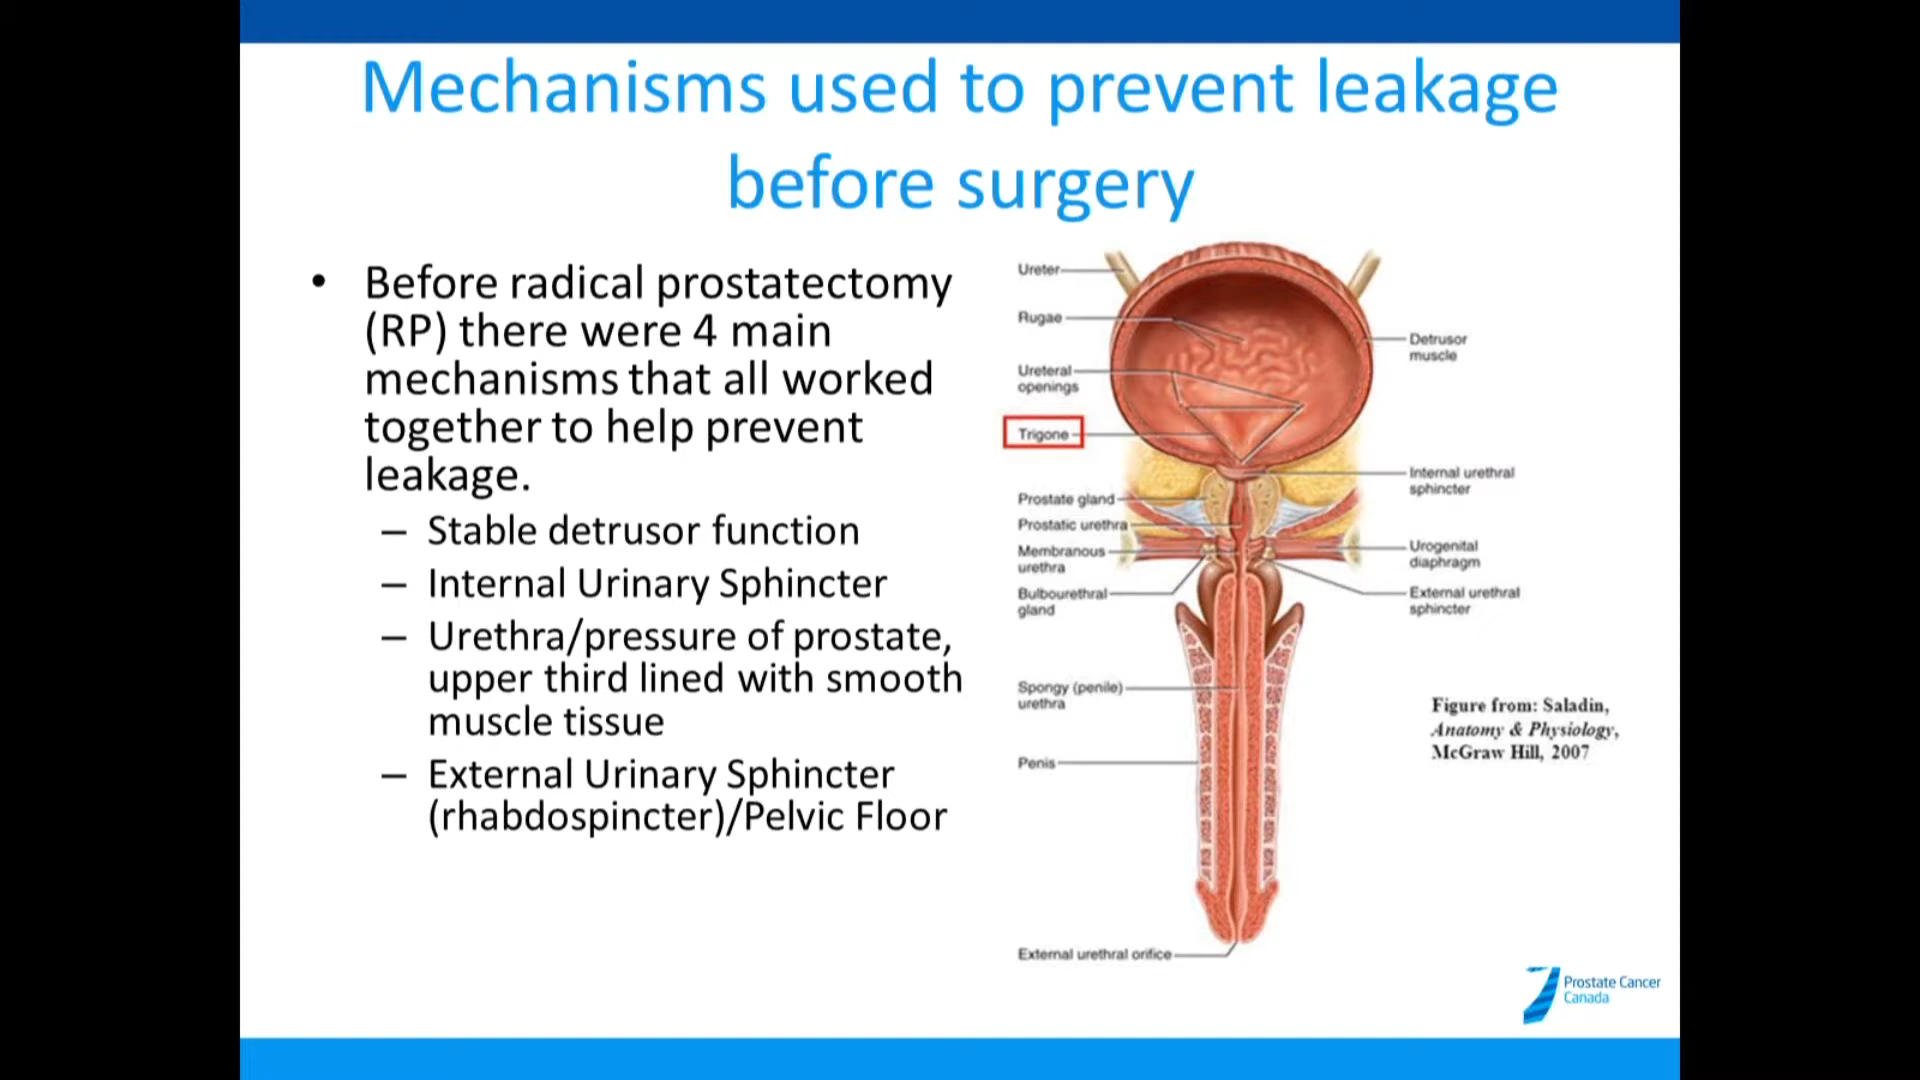 Mechanisms used to prevent leakage
before surgery
• Before radical prostatectomy
(RP) there were 4 main
mechanisms that all worked
together to help prevent
leakage.
– Stable detrusor function
– Internal Urinary Sphincter
– Urethra/pressure of prostate,
upper third lined with smooth
muscle tissue
– External Urinary Sphincter
(rhabdospincter)/Pelvic Floor
Ureter
Rugae
Ureteral
openings
Trigone
Prostate gland
Prostatic urethra
Membranous
urethra
Bulbourethral
gland
Spongy (penile)
urethra
Penis
External urethral orifice
Detrusor
muscle
Internal urethral
sphincter
Urogenital
diaphragm
External urethral
sphincter
Figure from: Saladin,
Anatomy & Physiology,
McGraw Hill, 2007
Prostate Cancer
Canada